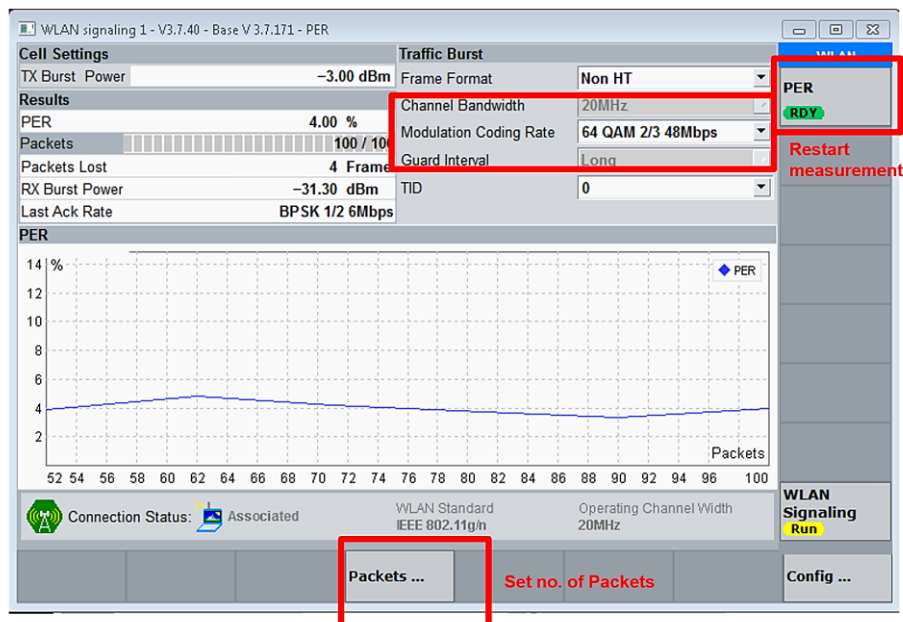 WLAN signaling 1 - V3.7.40 - Base V 3.7.171 - PER
Cell Settings
TX Burst Power −3.00 dBm
Results
PER 4.00 %
Packets 100 / 100
Packets Lost 4 Frame
RX Burst Power −31.30 dBm
Last Ack Rate BPSK 1/2 6Mbps
Traffic Burst
Frame Format Non HT
Channel Bandwidth 20MHz
Modulation Coding Rate 64 QAM 2/3 48Mbps
Guard Interval Long
TID 0
WLAN
PER
RDY
Restart
measurement
PER
14 %
12
10
8
6
4
2
PER
Packets
52 54 56 58 60 62 64 66 68 70 72 74 76 78 80 82 84 86 88 90 92 94 96 100
Connection Status: Associated
WLAN Standard
IEEE 802.11g/n
Operating Channel Width
20MHz
WLAN
Signaling
Run
Packets ...
Set no. of Packets
Config ...